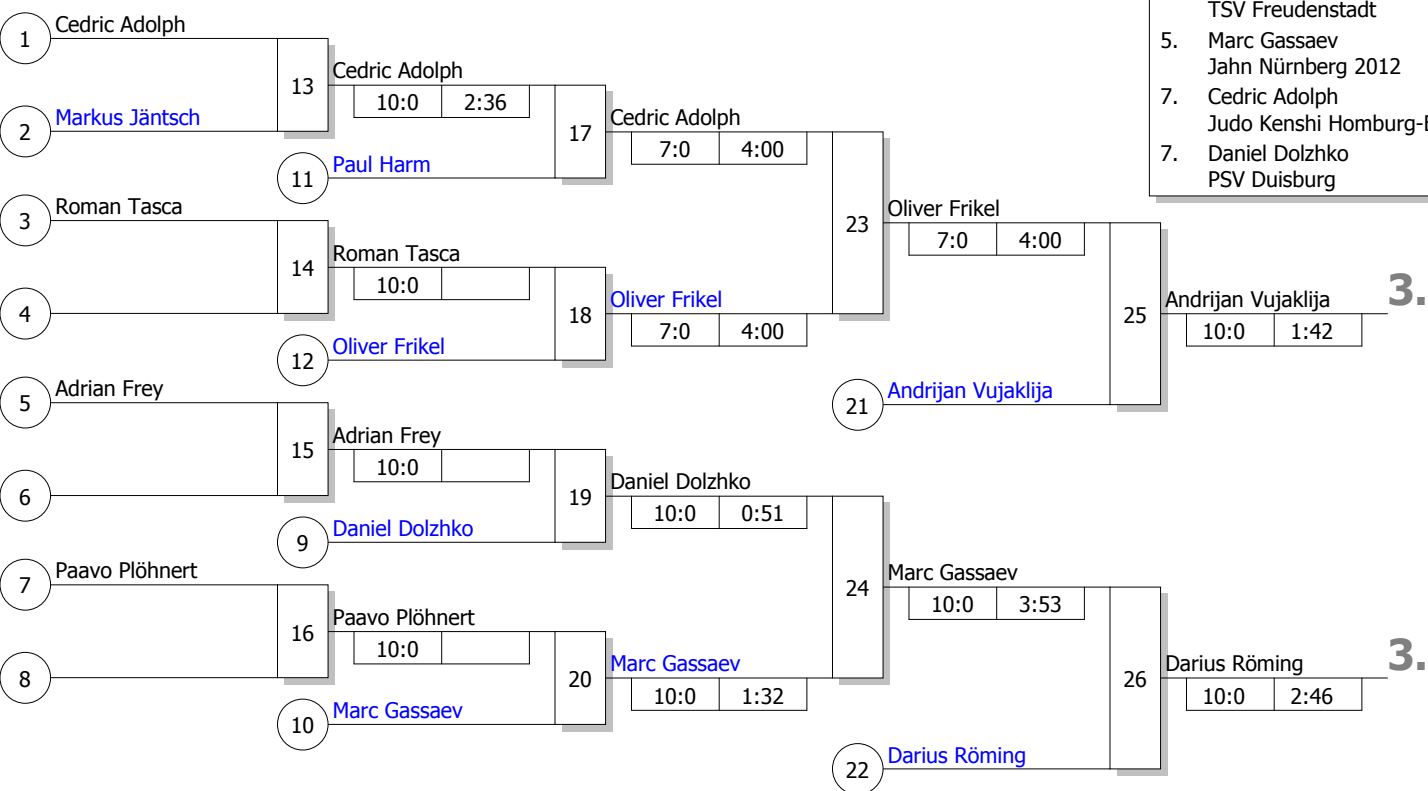 TSV Freudenstadt
5. Marc Gassaev
Jahn Nürnberg 2012
7. Cedric Adolph
Judo Kenshi Homburg-
7. Daniel Dolzhko
PSV Duisburg
1 Cedric Adolph
2 Markus Jäntsch
13
Cedric Adolph
10:0 2:36
11 Paul Harm
17
Cedric Adolph
7:0 4:00
3 Roman Tasca
4
14
Roman Tasca
10:0
12 Oliver Frikel
18
Oliver Frikel
7:0 4:00
23
Oliver Frikel
7:0 4:00
21 Andrijan Vujaklija
25
Andrijan Vujaklija
10:0 1:42
3.
5 Adrian Frey
6
15
Adrian Frey
10:0
9 Daniel Dolzhko
19
Daniel Dolzhko
10:0 0:51
7 Paavo Plöhnert
8
16
Paavo Plöhnert
10:0
10 Marc Gassaev
20
Marc Gassaev
10:0 1:32
24
Marc Gassaev
10:0 3:53
22 Darius Röming
26
Darius Röming
10:0 2:46
3.